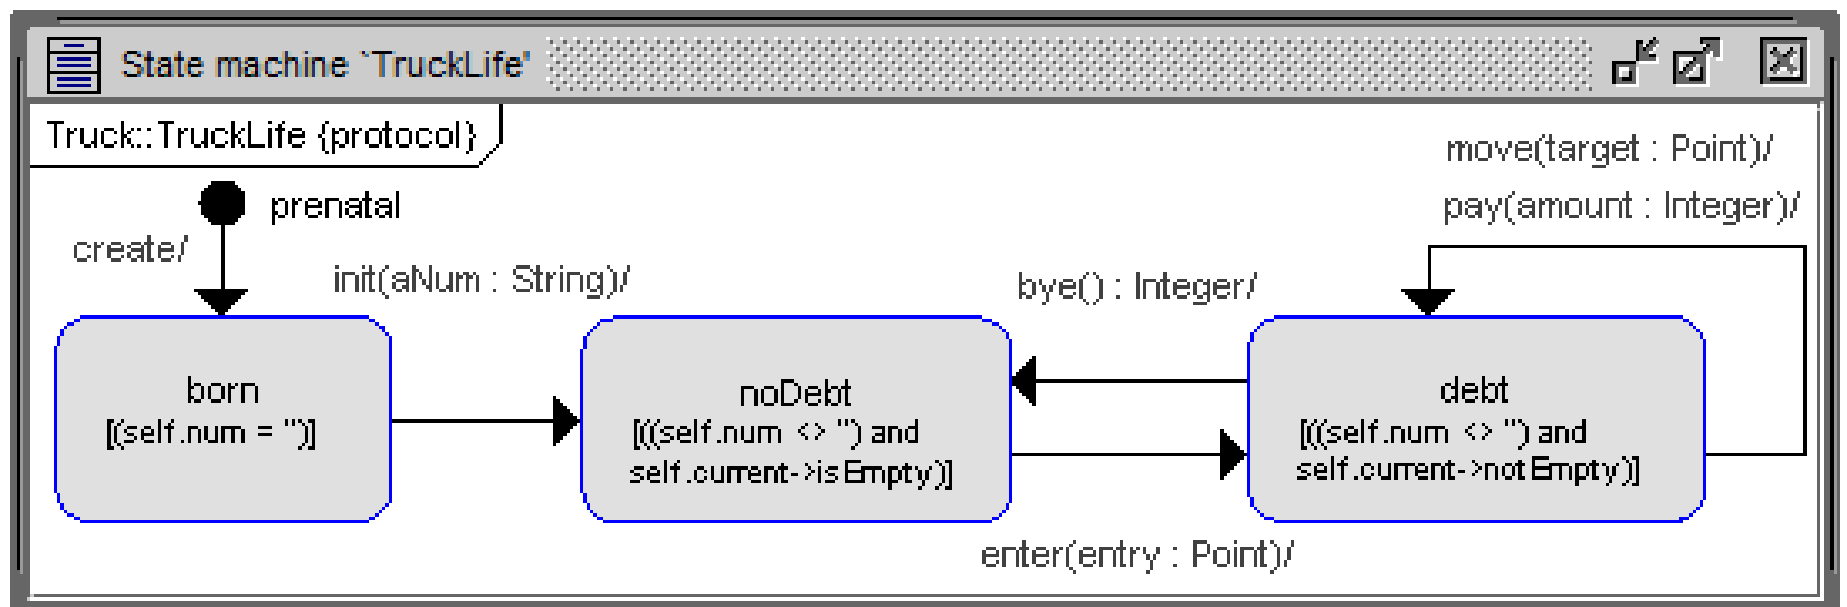 State machine `TruckLife'
Truck::TruckLife {protocol}
move(target : Point)/
prenatal
pay(amount : Integer)/
create/
init(aNum : String)/
bye() : Integer/
born
[(self.num = '')]
noDebt
[((self.num <> '') and
self.current->isEmpty)]
debt
[((self.num <> '') and
self.current->notEmpty)]
enter(entry : Point)/